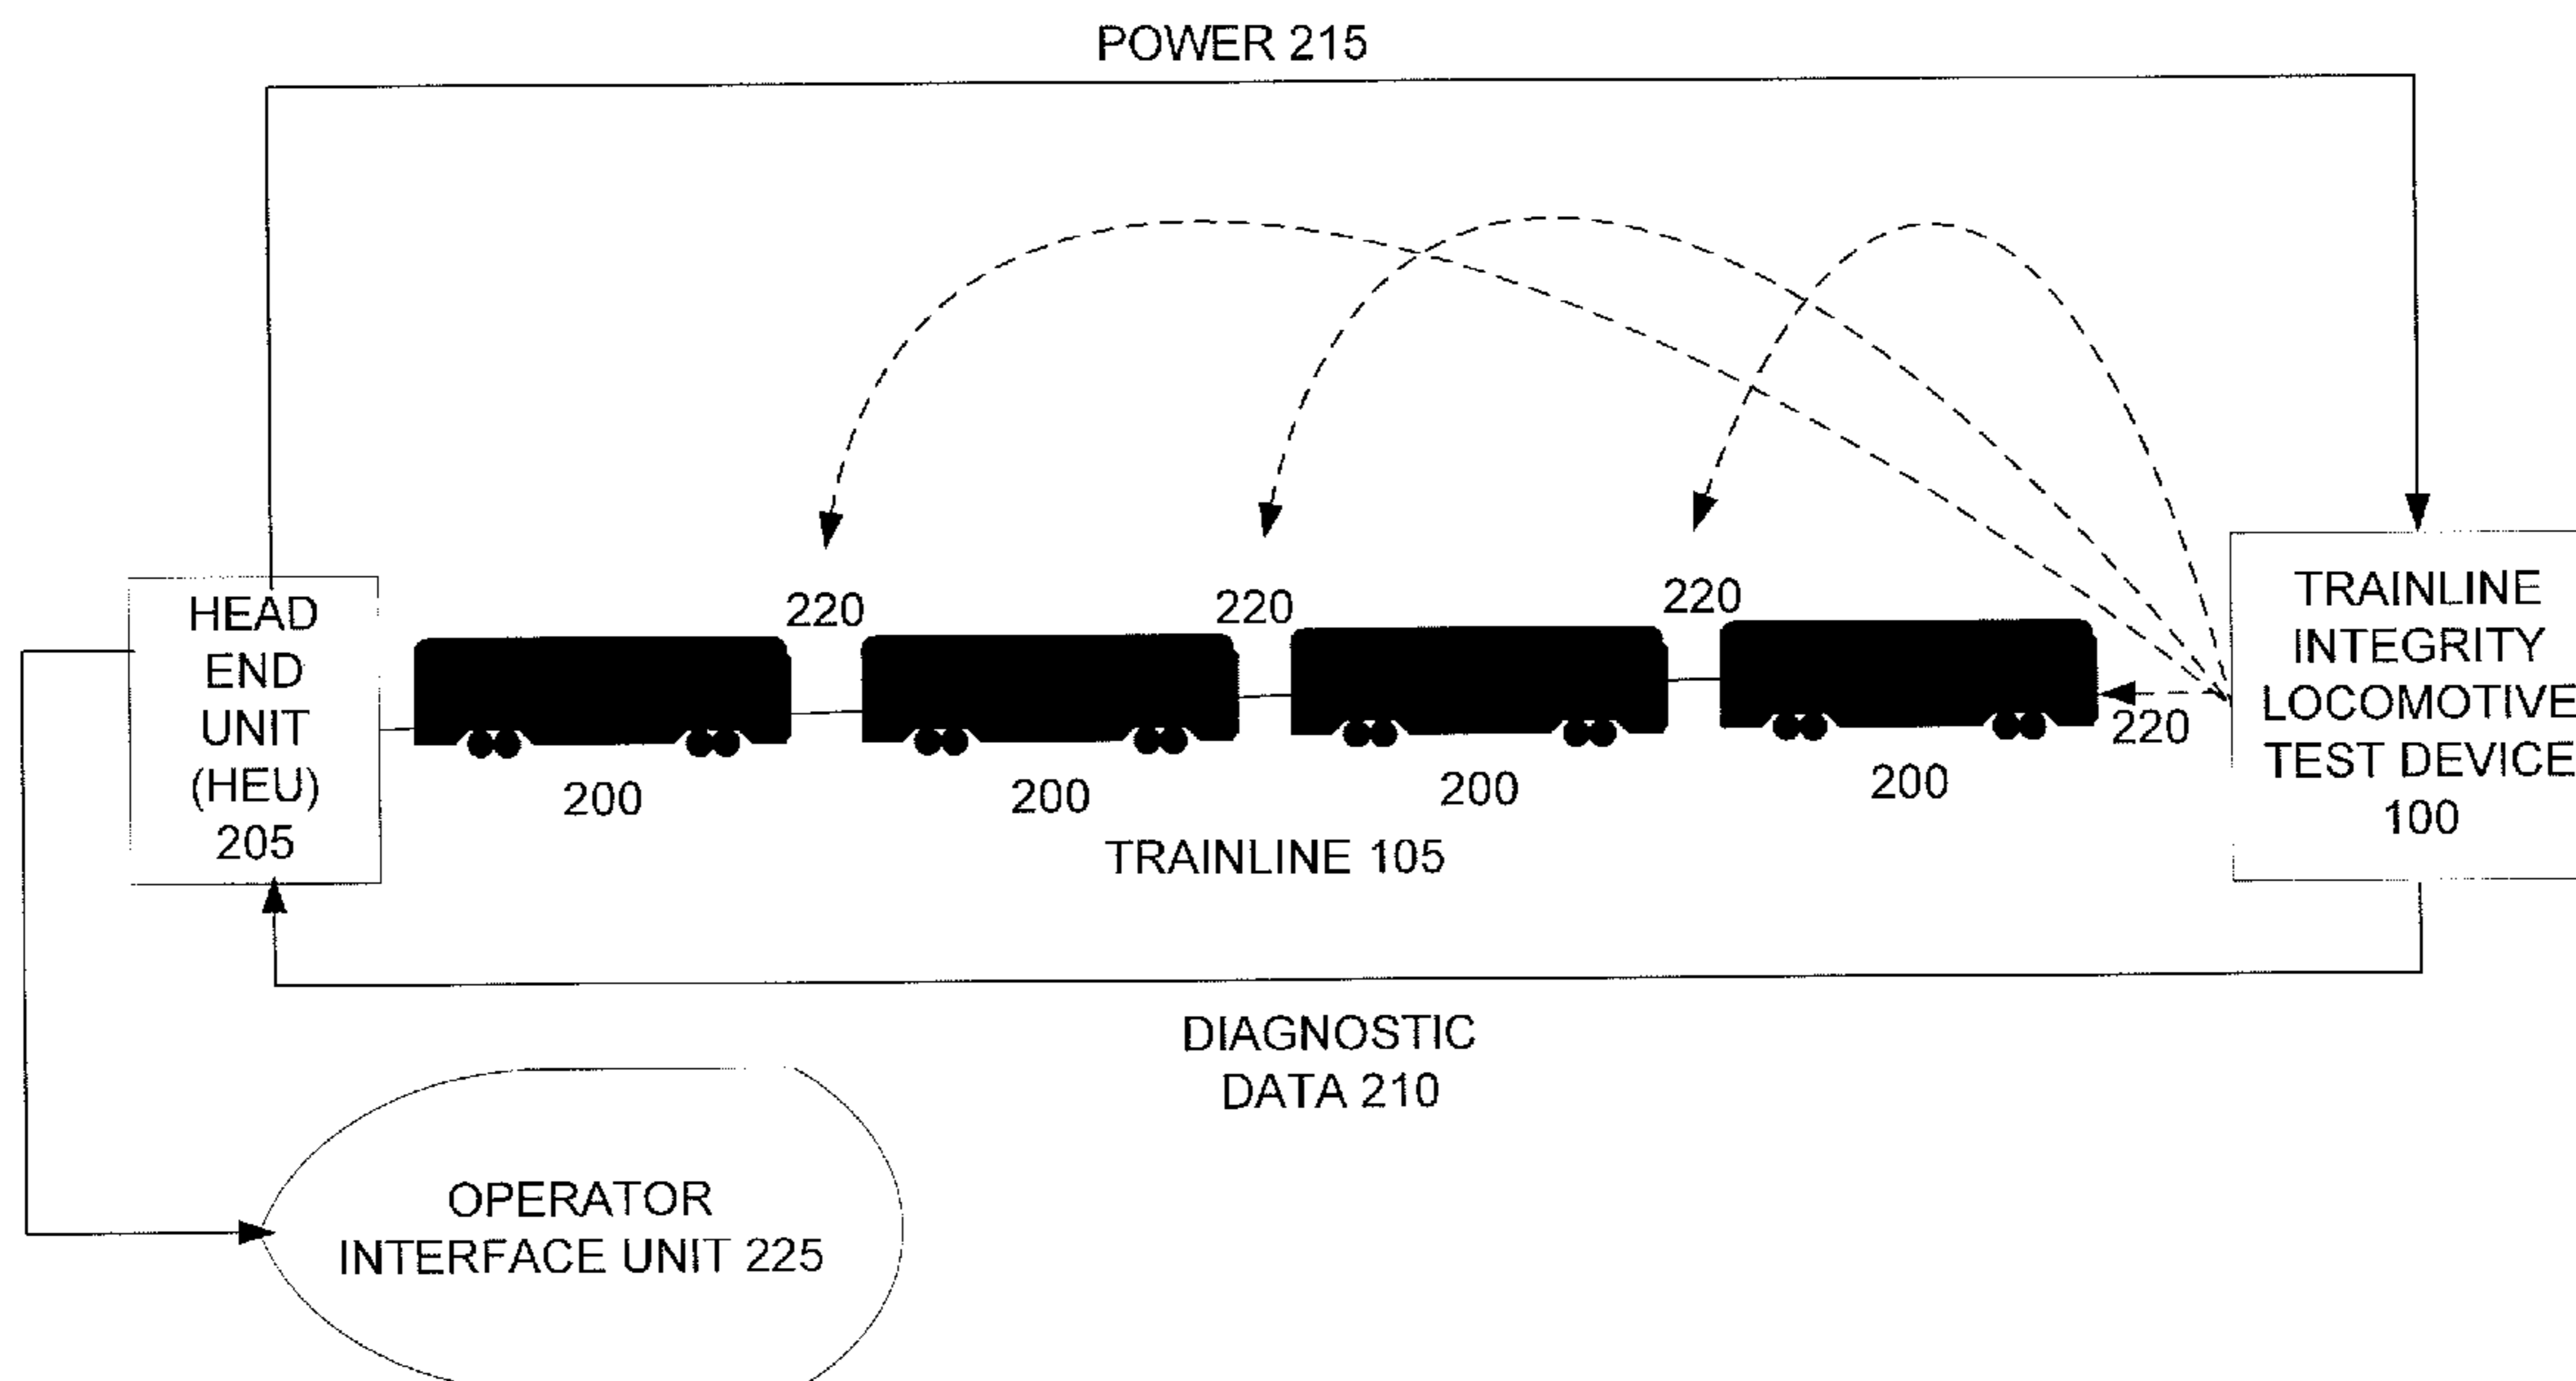 POWER 215
HEAD
END
UNIT
(HEU)
205
220
220
220
220
TRAINLINE
INTEGRITY
LOCOMOTIVE
TEST DEVICE
100
200
200
200
200
TRAINLINE 105
DIAGNOSTIC
DATA 210
OPERATOR
INTERFACE UNIT 225